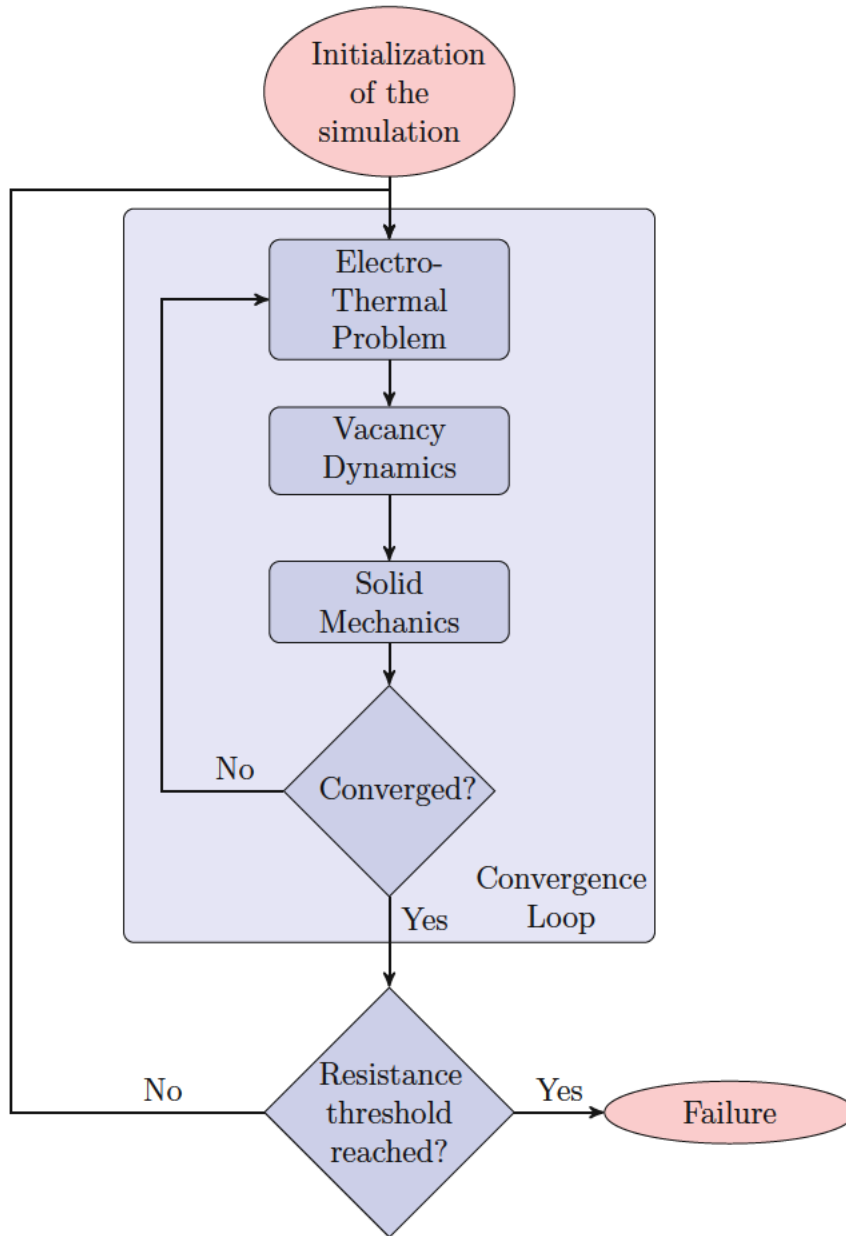 Initialization
of the
simulation
Electro-
Thermal
Problem
Vacancy
Dynamics
Solid
Mechanics
No
Converged?
Convergence
Loop
Yes
No
Resistance
threshold
reached?
Yes
Failure